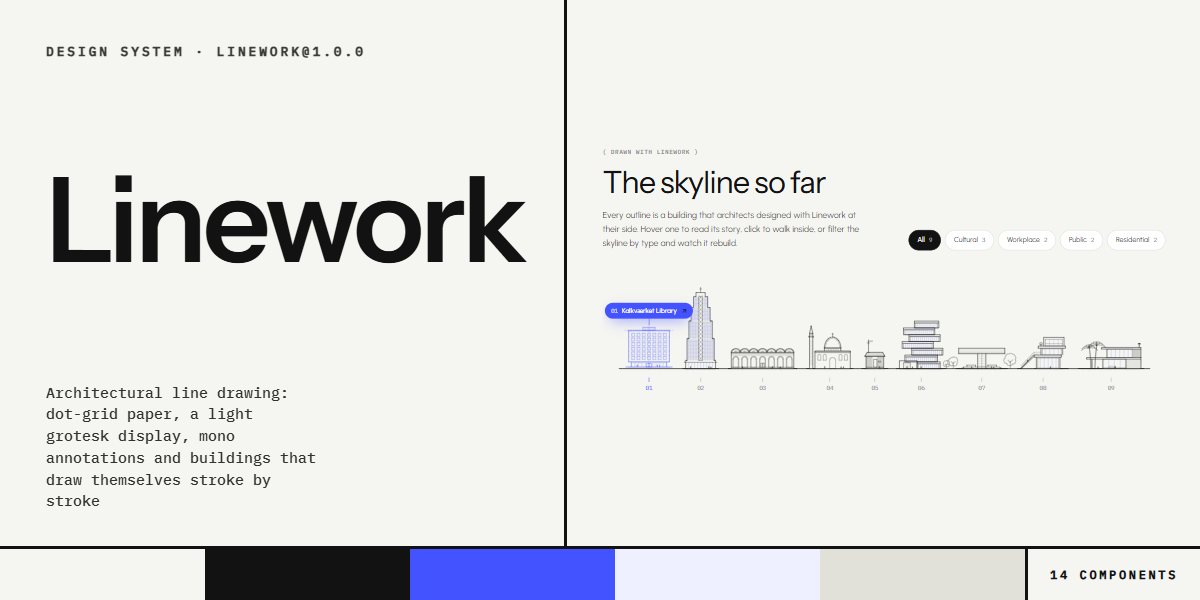 DESIGN SYSTEM · LINEWORK@1.0.0
Linework
Architectural line drawing:
dot-grid paper, a light
grotesk display, mono
annotations and buildings that
draw themselves stroke by
stroke
( DRAWN WITH LINEWORK )
The skyline so far
Every outline is a building that architects designed with Linework at
their side. Hover one to read its story, click to walk inside, or filter the
skyline by type and watch it rebuild.
All 9 Cultural 3 Workplace 2 Public 2 Residential 2
01 Kalkværket Library
01 02 03 04 05 06 07 08 09
14 COMPONENTS